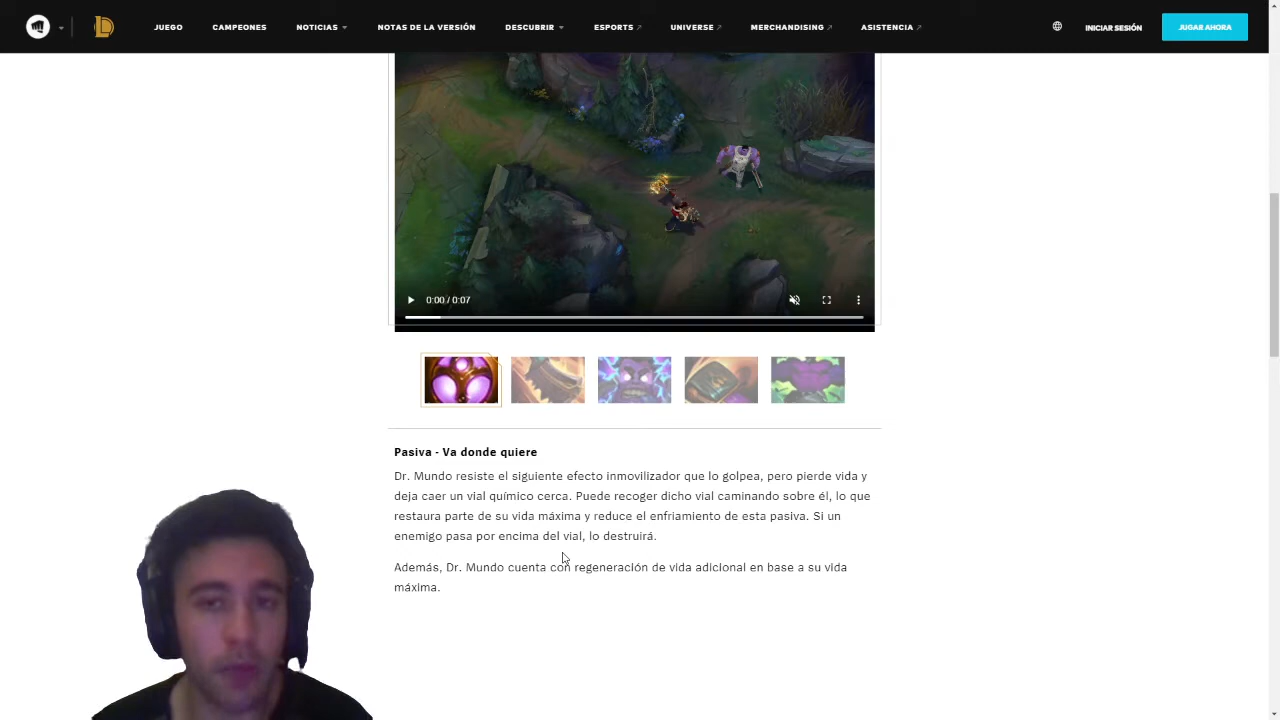 JUEGO CAMPEONES NOTICIAS NOTAS DE LA VERSIÓN DESCUBRIR ESPORTS UNIVERSE MERCHANDISING ASISTENCIA INICIAR SESIÓN JUGAR AHORA
0:00 / 0:07
Pasiva - Va donde quiere
Dr. Mundo resiste el siguiente efecto inmovilizador que lo golpea, pero pierde vida y
deja caer un vial químico cerca. Puede recoger dicho vial caminando sobre él, lo que
restaura parte de su vida máxima y reduce el enfriamiento de esta pasiva. Si un
enemigo pasa por encima del vial, lo destruirá.
Además, Dr. Mundo cuenta con regeneración de vida adicional en base a su vida
máxima.